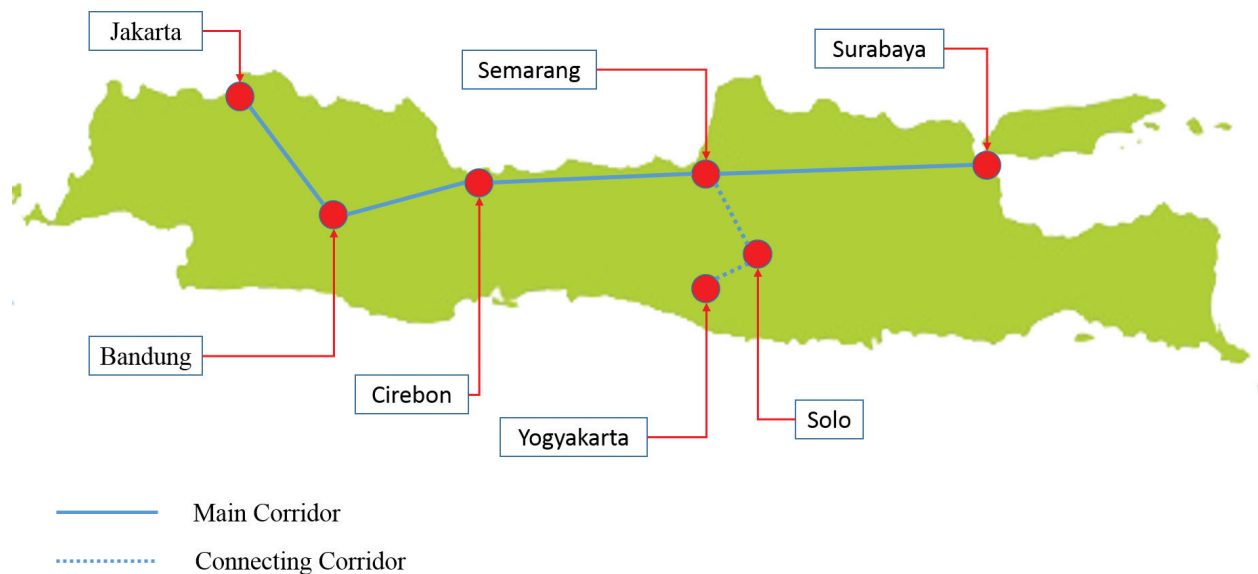 Jakarta
Surabaya
Semarang
Bandung
Cirebon
Solo
Yogyakarta
Main Corridor
Connecting Corridor